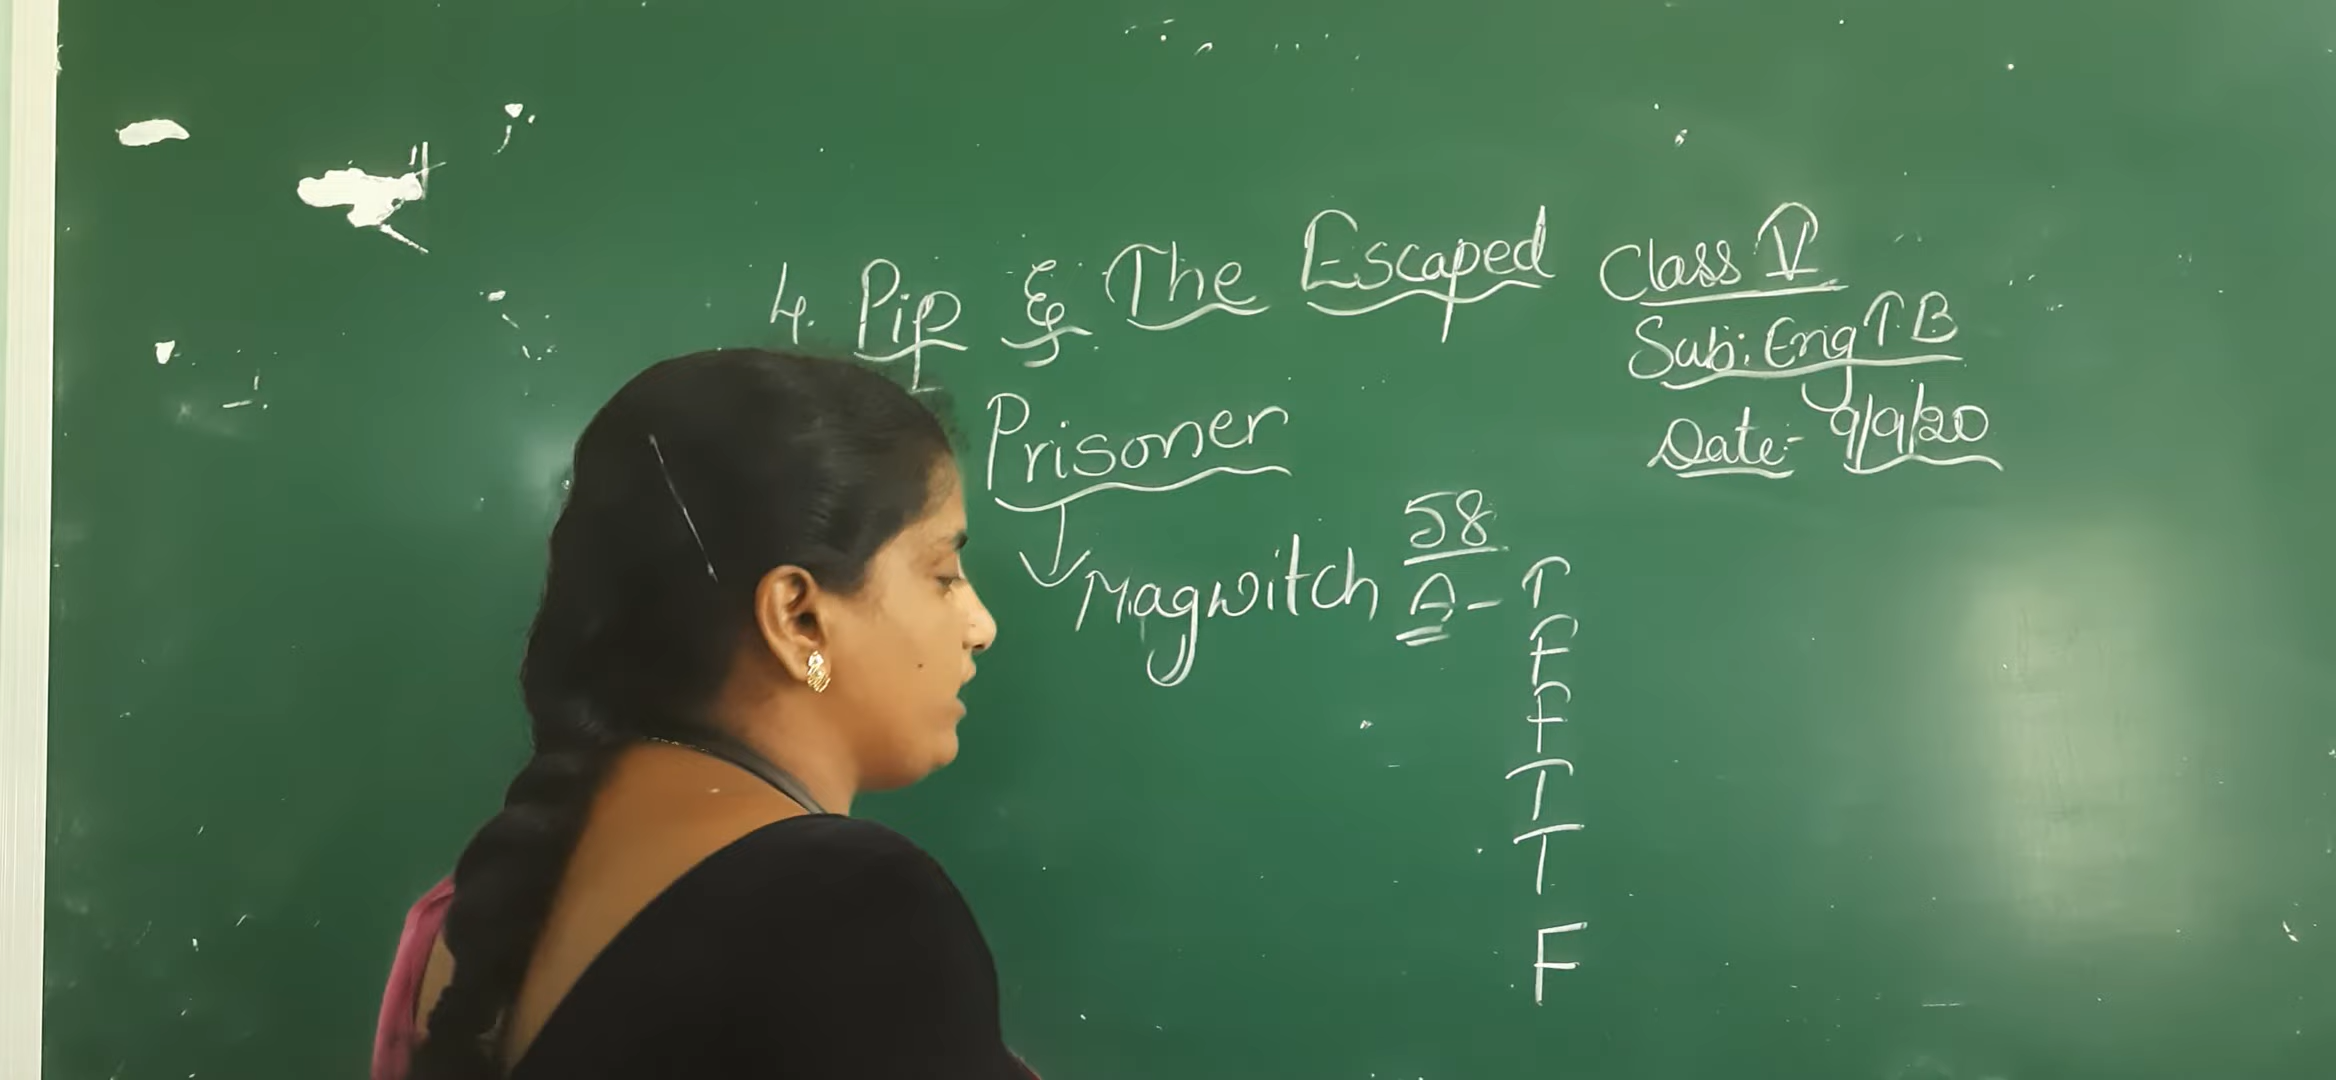 4. Pip & The Escaped
Prisoner
Magwitch
Class V
Sub: Eng T B
Date:- 9/9/20
58
A - T
F
F
T
T
F